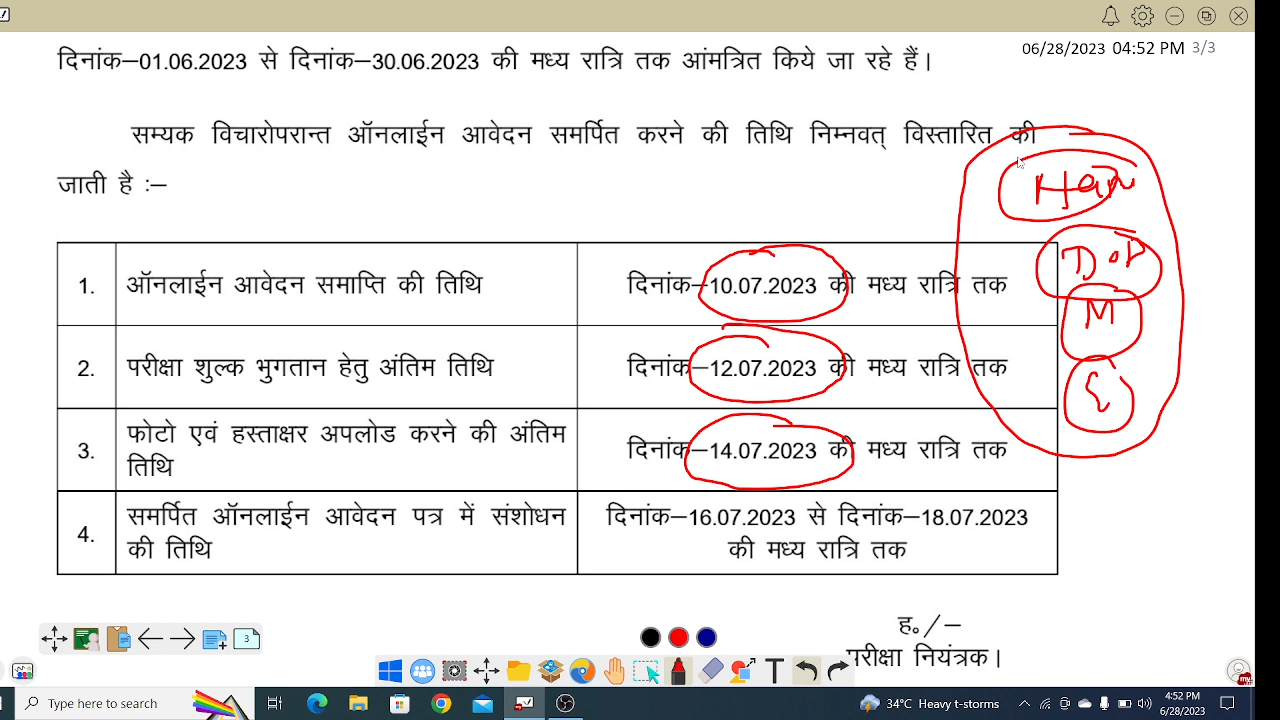 06/28/2023 04:52 PM 3/3
दिनांक–01.06.2023 से दिनांक–30.06.2023 की मध्य रात्रि तक आंमत्रित किये जा रहे हैं।
सम्यक विचारोपरान्त ऑनलाईन आवेदन समर्पित करने की तिथि निम्नवत् विस्तारित की
जाती है :–
1. ऑनलाईन आवेदन समाप्ति की तिथि दिनांक–10.07.2023 की मध्य रात्रि तक
2. परीक्षा शुल्क भुगतान हेतु अंतिम तिथि दिनांक–12.07.2023 की मध्य रात्रि तक
3. फोटो एवं हस्ताक्षर अपलोड करने की अंतिम
तिथि दिनांक–14.07.2023 की मध्य रात्रि तक
4. समर्पित ऑनलाईन आवेदन पत्र में संशोधन
की तिथि दिनांक–16.07.2023 से दिनांक–18.07.2023
की मध्य रात्रि तक
M
ह०/–
परीक्षा नियंत्रक।
3
T
my
Type here to search
34°C Heavy t-storms
4:52 PM
6/28/2023